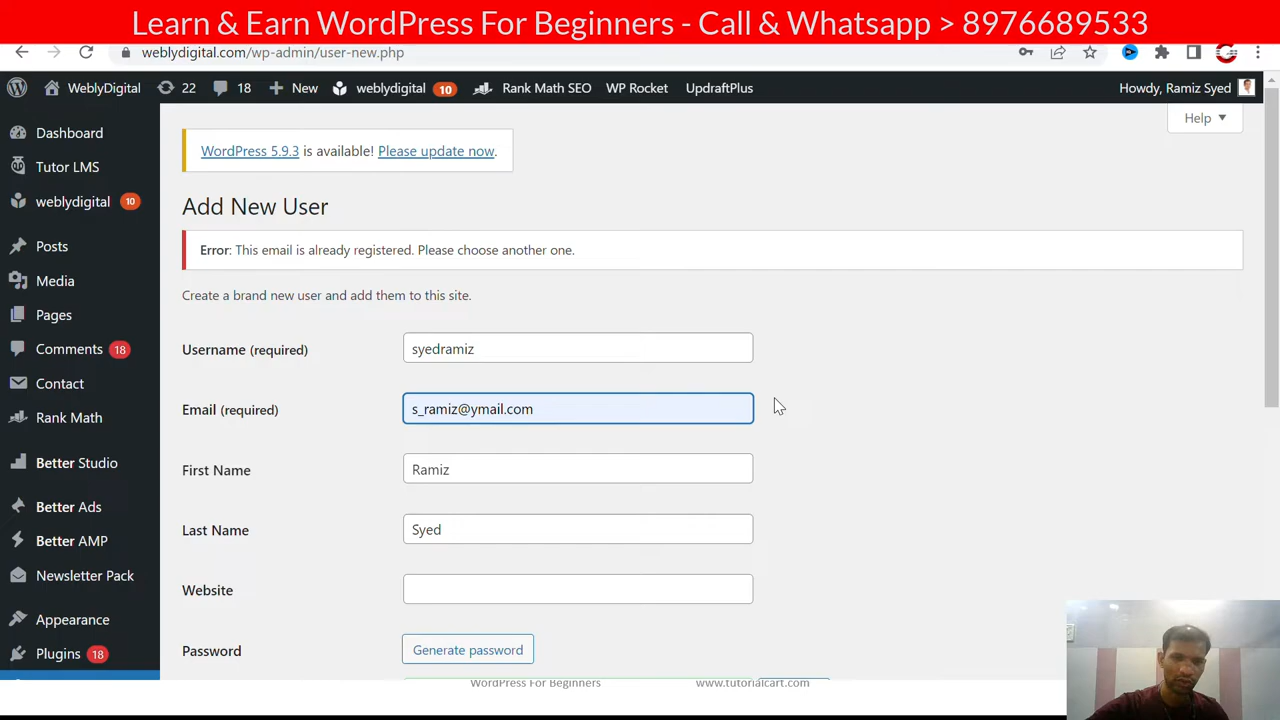 Learn & Earn WordPress For Beginners - Call & Whatsapp > 8976689533
weblydigital.com/wp-admin/user-new.php
WeblyDigital 22 18 New weblydigital 10 Rank Math SEO WP Rocket UpdraftPlus Howdy, Ramiz Syed
Help
Dashboard
Tutor LMS
weblydigital 10
Posts
Media
Pages
Comments 18
Contact
Rank Math
Better Studio
Better Ads
Better AMP
Newsletter Pack
Appearance
Plugins 18
WordPress 5.9.3 is available! Please update now.
Add New User
Error: This email is already registered. Please choose another one.
Create a brand new user and add them to this site.
Username (required) syedramiz
Email (required) s_ramiz@ymail.com
First Name Ramiz
Last Name Syed
Website
Password Generate password
WordPress For Beginners www.tutorialcart.com